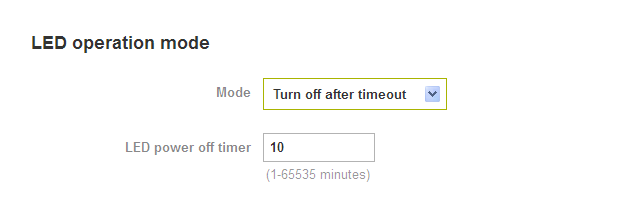 LED operation mode
Mode
Turn off after timeout
LED power off timer
10
(1-65535 minutes)